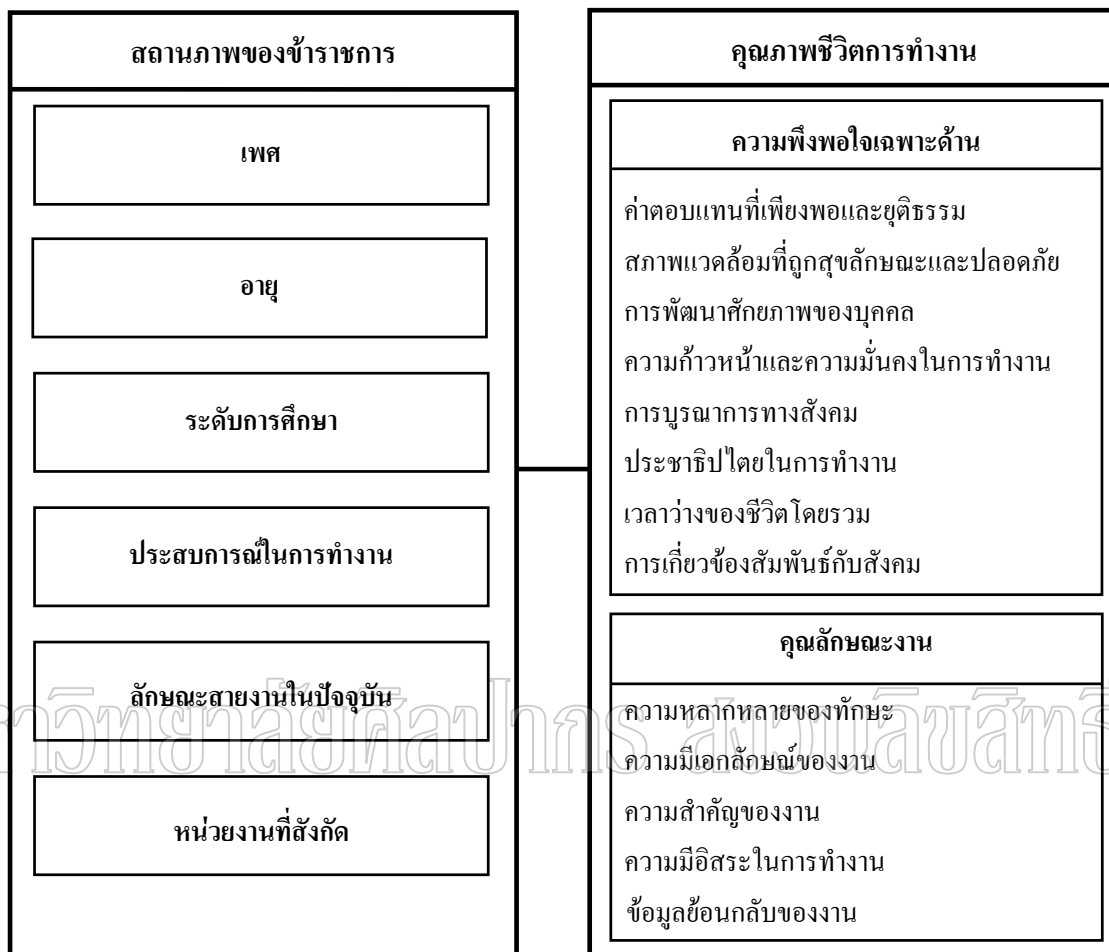 สถานภาพของข้าราชการ
เพศ
อายุ
ระดับการศึกษา
ประสบการณ์ในการทำงาน
ลักษณะสายงานในปัจจุบัน
หน่วยงานที่สังกัด
คุณภาพชีวิตการทำงาน
ความพึงพอใจเฉพาะด้าน
ค่าตอบแทนที่เพียงพอและยุติธรรม
สภาพแวดล้อมที่ถูกสุขลักษณะและปลอดภัย
การพัฒนาศักยภาพของบุคคล
ความก้าวหน้าและความมั่นคงในการทำงาน
การบูรณาการทางสังคม
ประชาธิปไตยในการทำงาน
เวลาว่างของชีวิตโดยรวม
การเกี่ยวข้องสัมพันธ์กับสังคม
คุณลักษณะงาน
ความหลากหลายของทักษะ
ความมีเอกลักษณ์ของงาน
ความสำคัญของงาน
ความมีอิสระในการทำงาน
ข้อมูลย้อนกลับของงาน